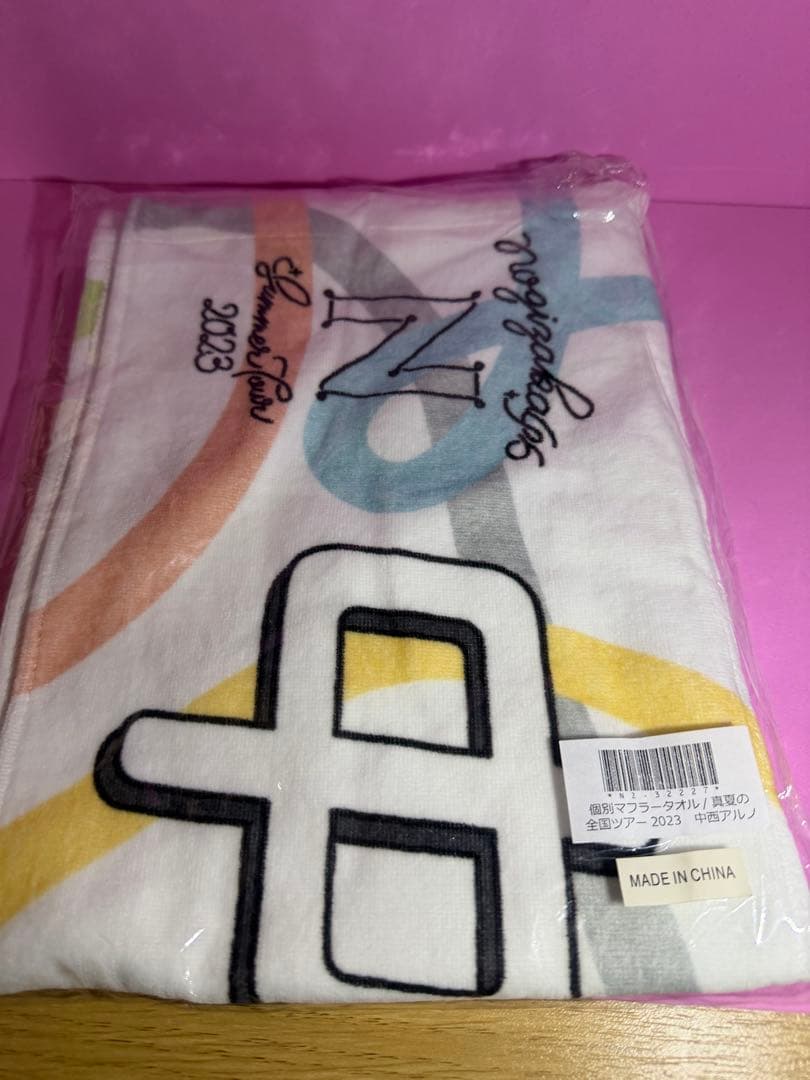 nogizaka46
N
Summer Tour
2023
中
*N2-32227*
個別マフラータオル / 真夏の
全国ツアー 2023　中西アルノ
MADE IN CHINA